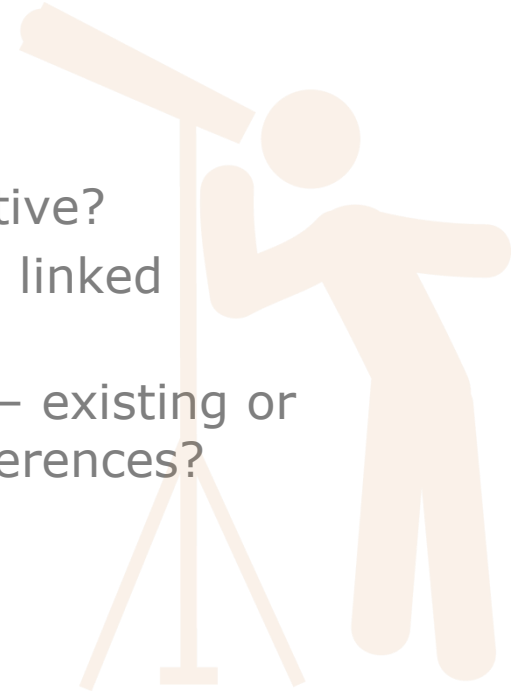 tive?
linked
– existing or
erences?